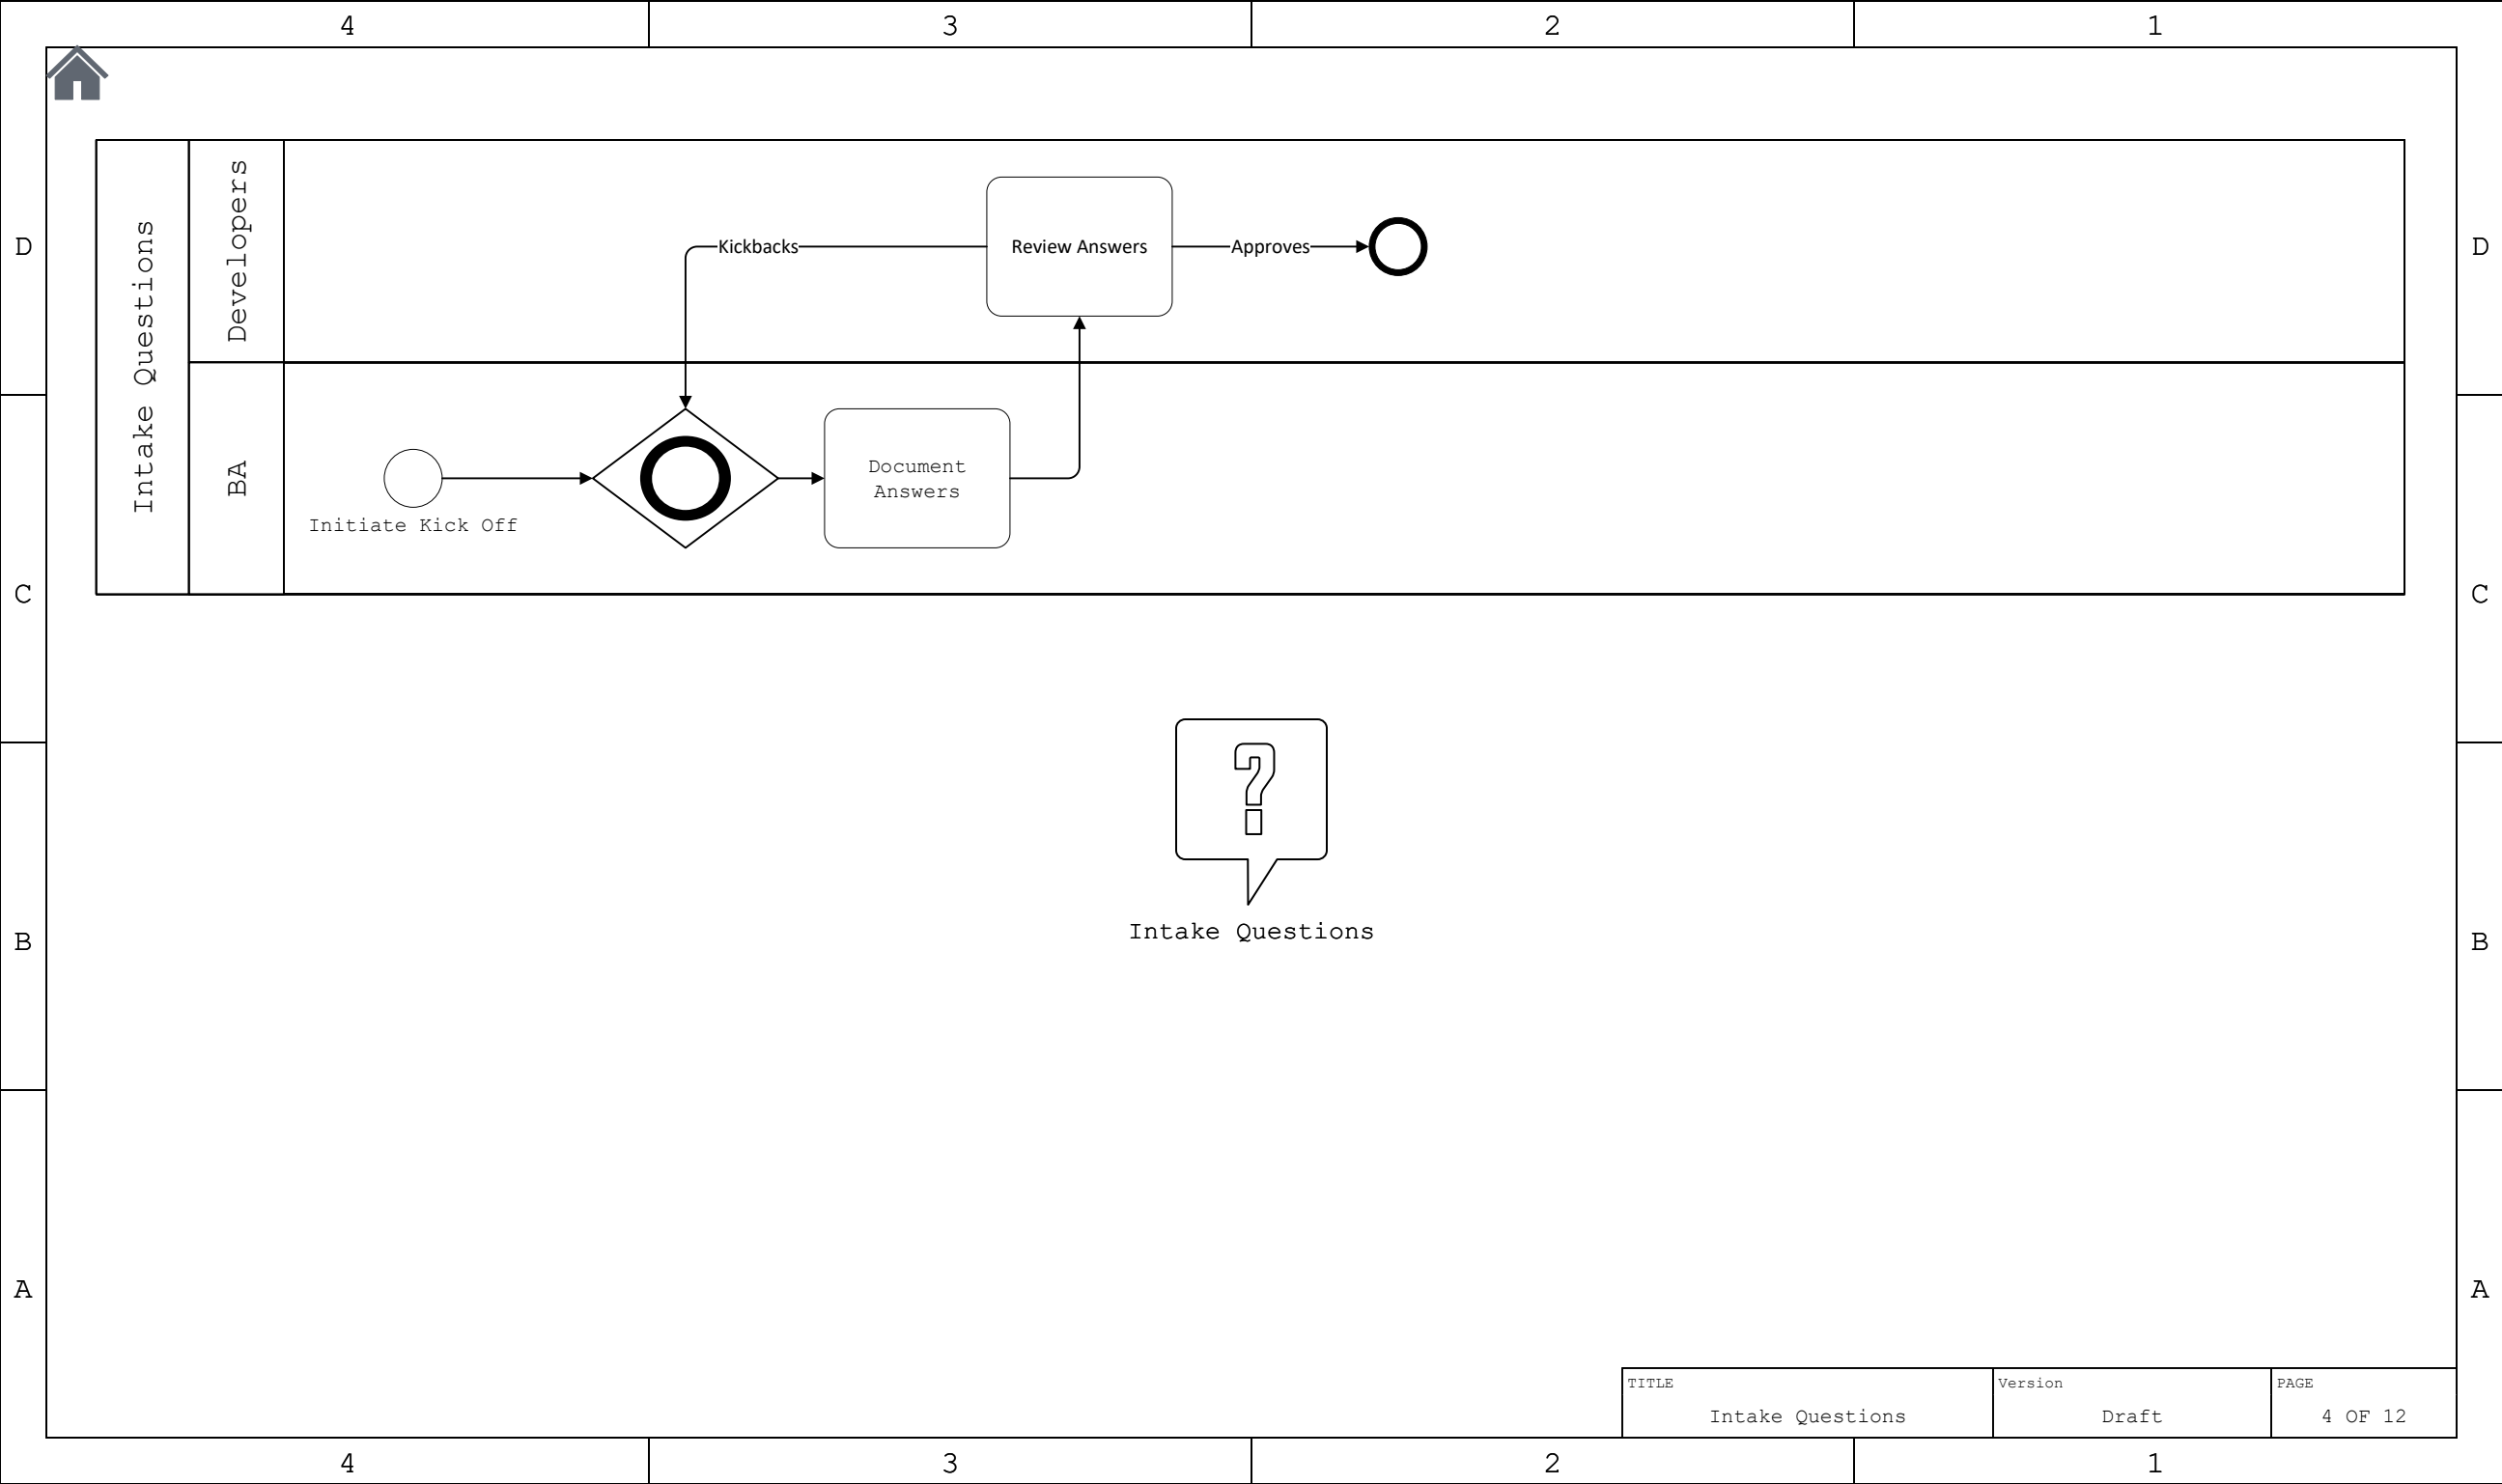 4 3 2 1
Intake Questions
Developers
Kickbacks
Review Answers
Approves
D D
BA
Initiate Kick Off
Document
Answers
C C
?
Intake Questions
B B
A A
TITLE
Intake Questions
Version
Draft
PAGE
4 OF 12
4 3 2 1